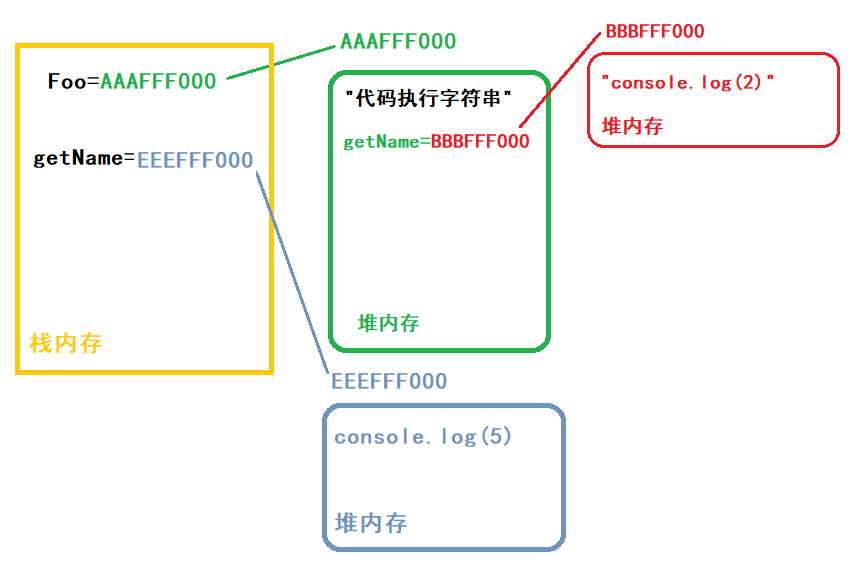 Foo=AAAFFF000
getName=EEEFFF000
栈内存
AAAFFF000
"代码执行字符串"
getName=BBBFFF000
堆内存
BBBFFF000
"console.log(2)"
堆内存
EEEFFF000
console.log(5)
堆内存